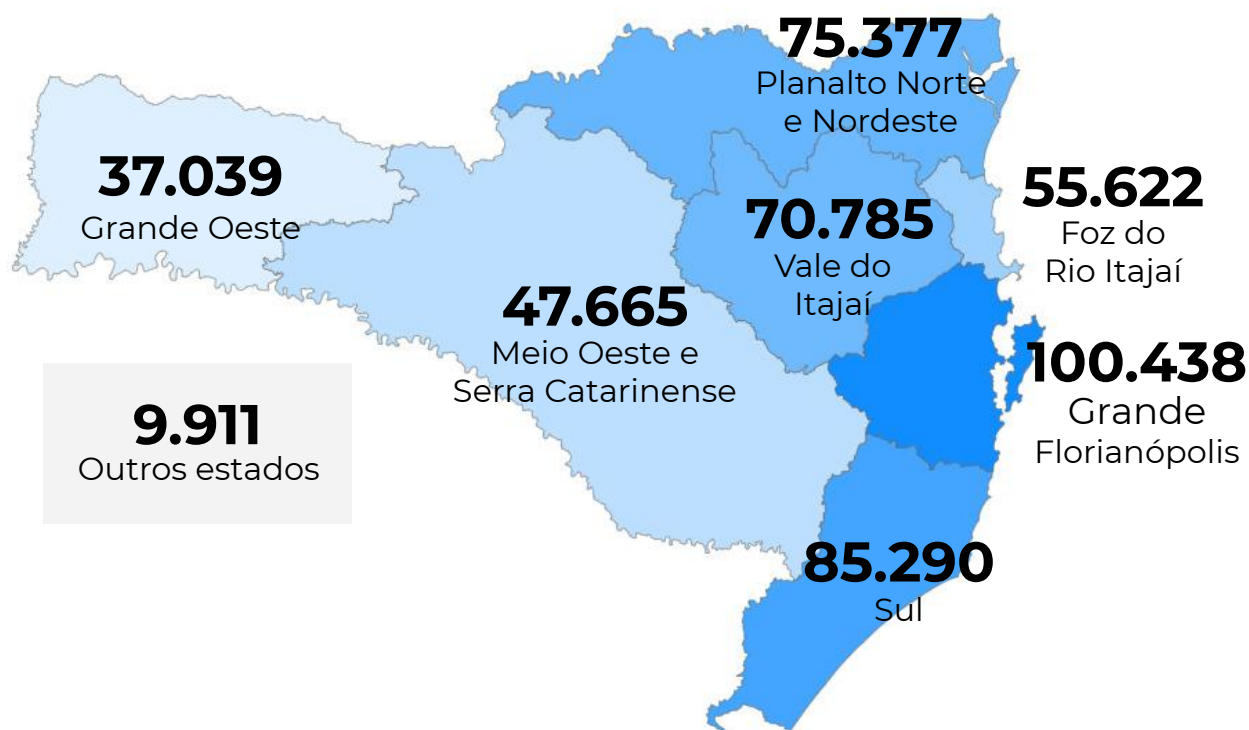 75.377
Planalto Norte
e Nordeste
37.039
Grande Oeste
70.785
Vale do
Itajaí
55.622
Foz do
Rio Itajaí
47.665
Meio Oeste e
Serra Catarinense
100.438
Grande
Florianópolis
9.911
Outros estados
85.290
Sul